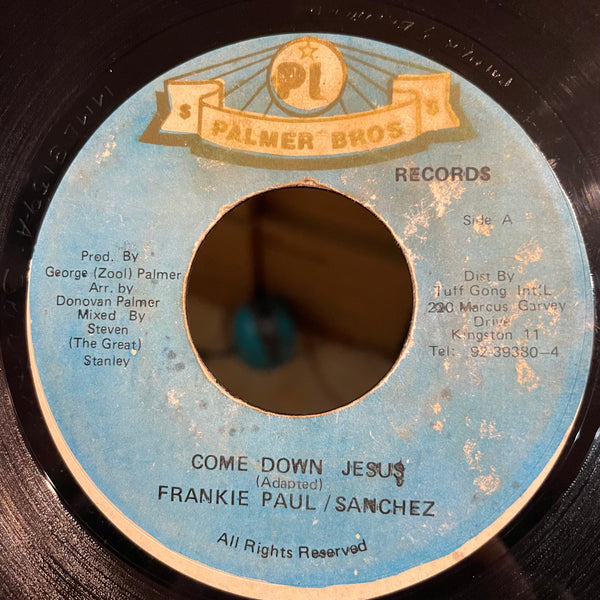 PL
$ PALMER BROS $
RECORDS
Side A
Pred. By
George (Zool) Palmer
Arr. by
Donovan Palmer
Mixed By
Steven
(The Great)
Stanley
Dist By
Tuff Gong Int'L
220 Marcus Garvey
Drive
Kingston 11
Tel: 92-39380-4
COME DOWN JESUS
(Adapted)
FRANKIE PAUL / SANCHEZ
All Rights Reserved